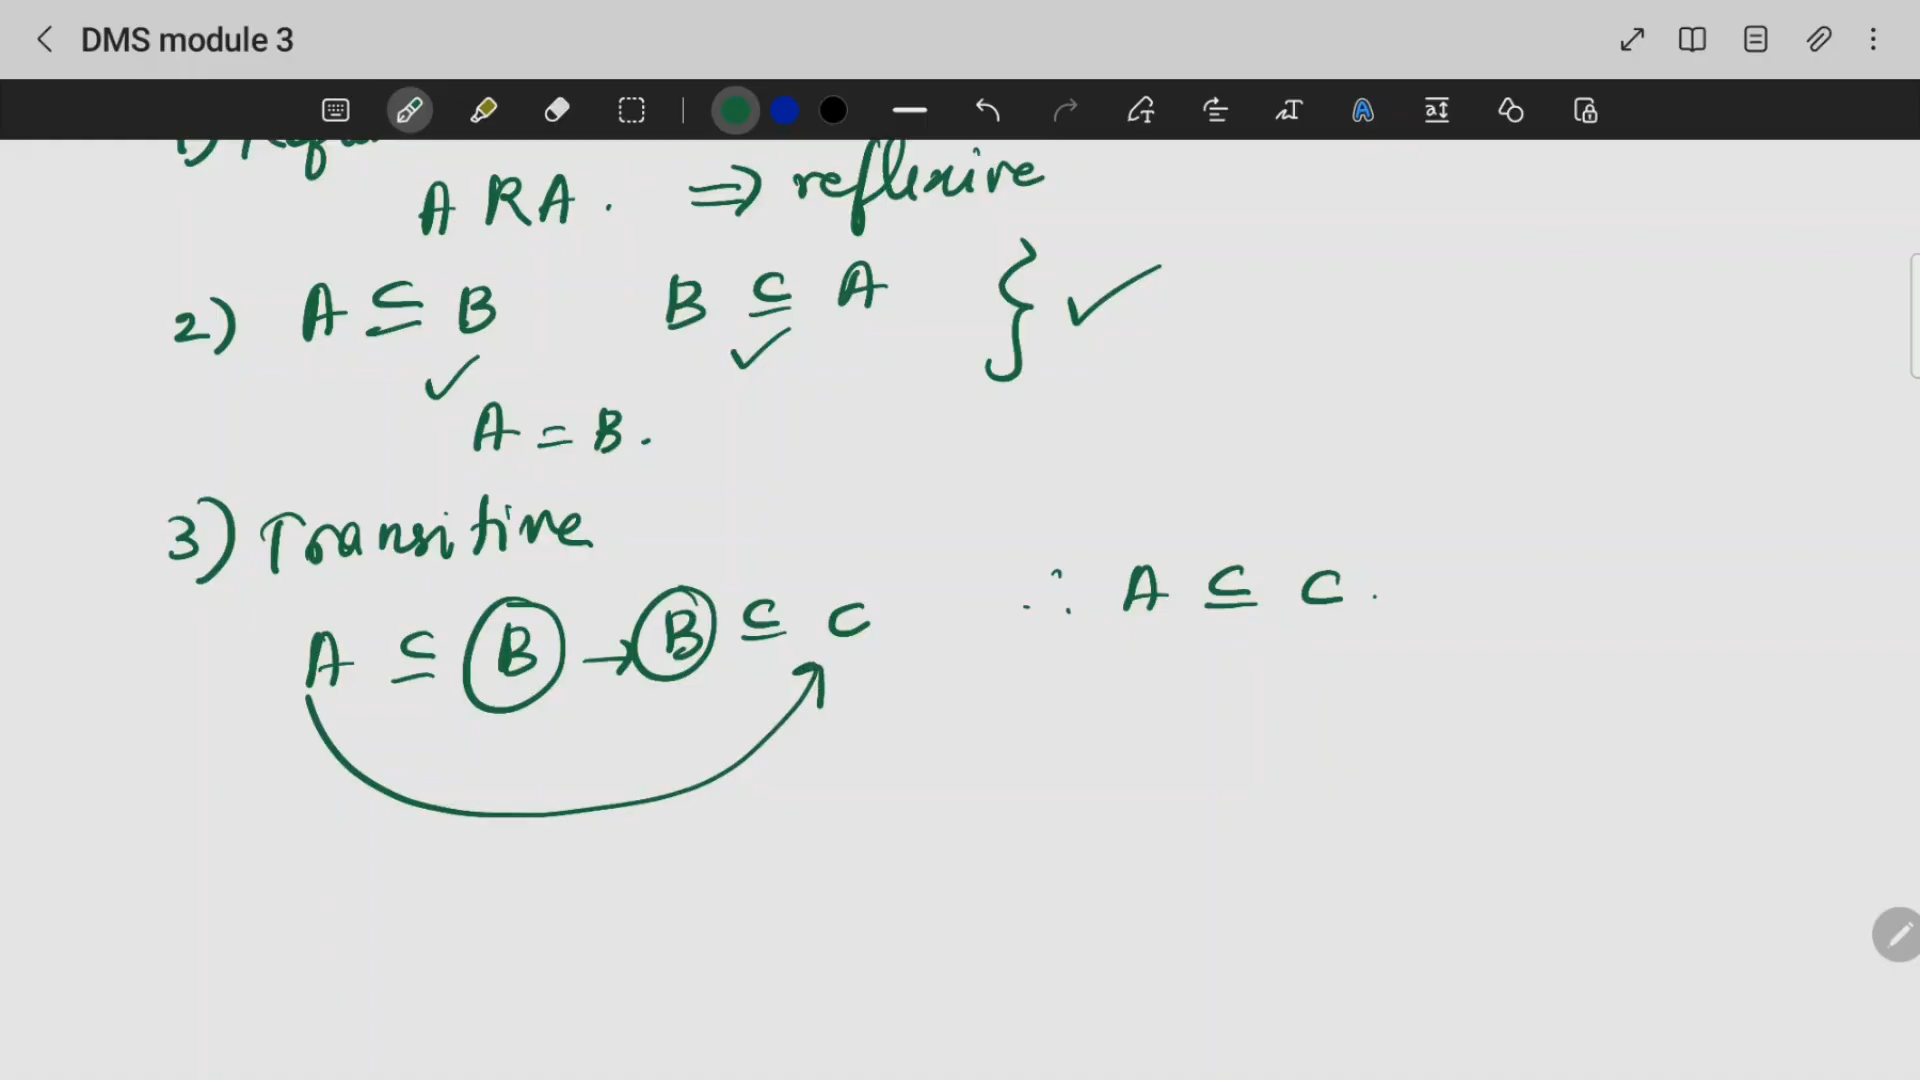 DMS module 3
A R A . ⇒ reflexive
2) A ⊆ B B ⊆ A } ✓
✓ ✓
A = B .
3) Transitive
A ⊆ B → B ⊆ C ∴ A ⊆ C .